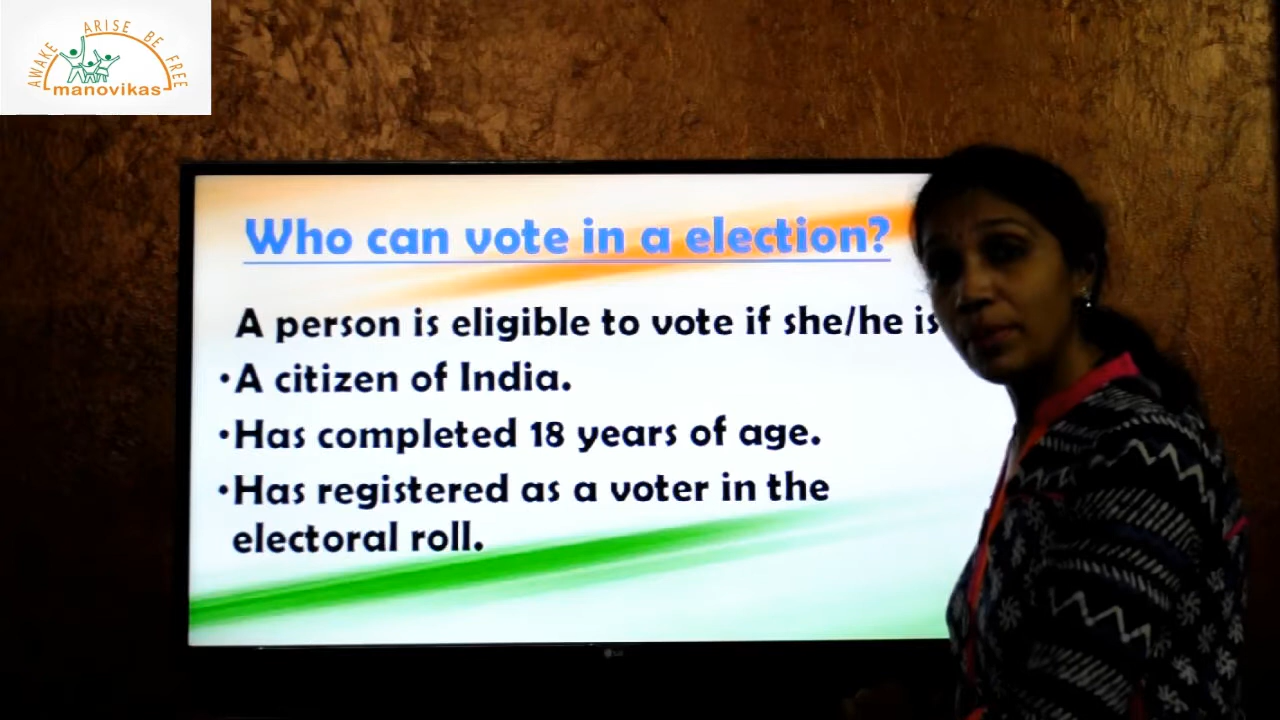 AWAKE ARISE BE FREE
manovikas
Who can vote in a election?
A person is eligible to vote if she/he is
•A citizen of India.
•Has completed 18 years of age.
•Has registered as a voter in the
electoral roll.
LG